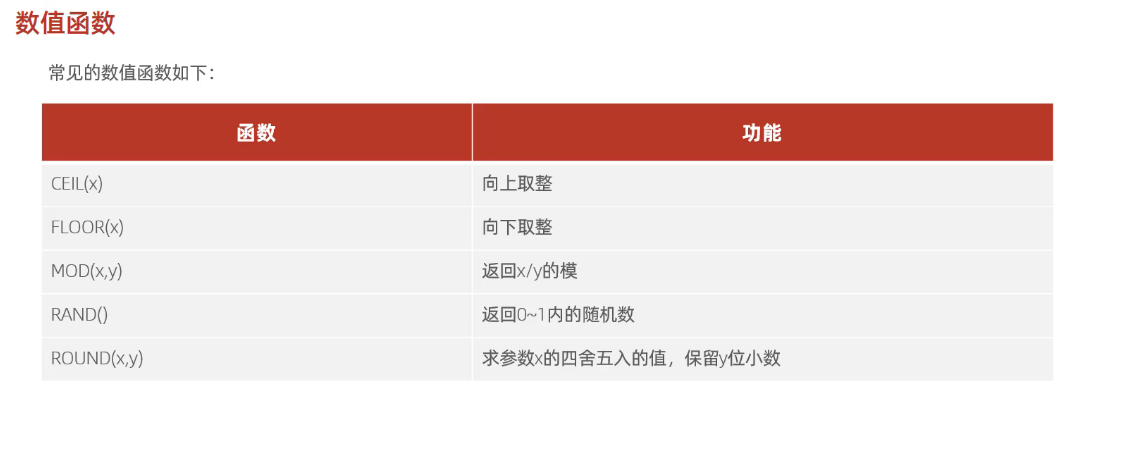 数值函数
常见的数值函数如下：
函数 功能
CEIL(x) 向上取整
FLOOR(x) 向下取整
MOD(x,y) 返回x/y的模
RAND() 返回0~1内的随机数
ROUND(x,y) 求参数x的四舍五入的值，保留y位小数